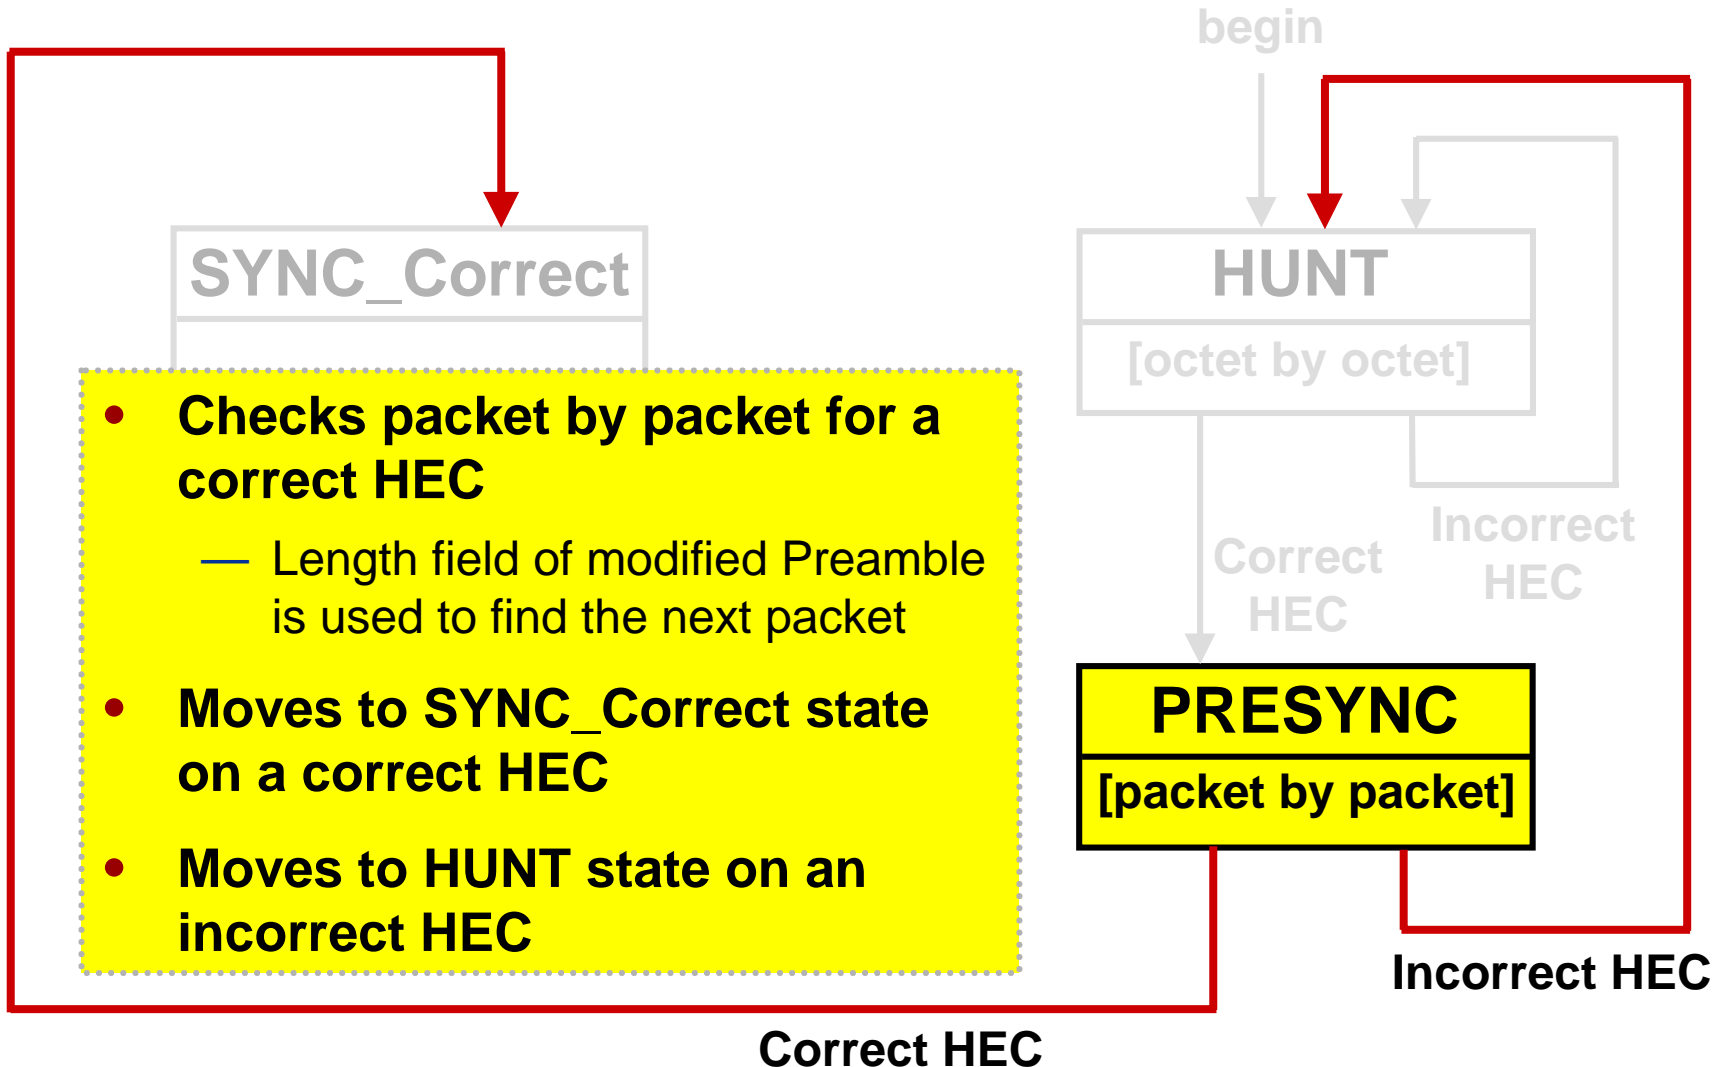 begin
SYNC_Correct
HUNT
[octet by octet]
• Checks packet by packet for a
correct HEC
— Length field of modified Preamble
is used to find the next packet
• Moves to SYNC_Correct state
on a correct HEC
• Moves to HUNT state on an
incorrect HEC
Correct
HEC
Incorrect
HEC
PRESYNC
[packet by packet]
Incorrect HEC
Correct HEC